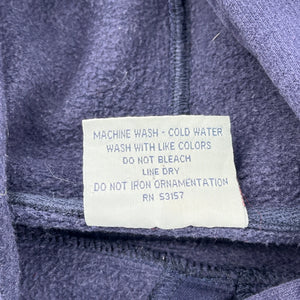 MACHINE WASH - COLD WATER
WASH WITH LIKE COLORS
DO NOT BLEACH
LINE DRY
DO NOT IRON ORNAMENTATION
RN 53157